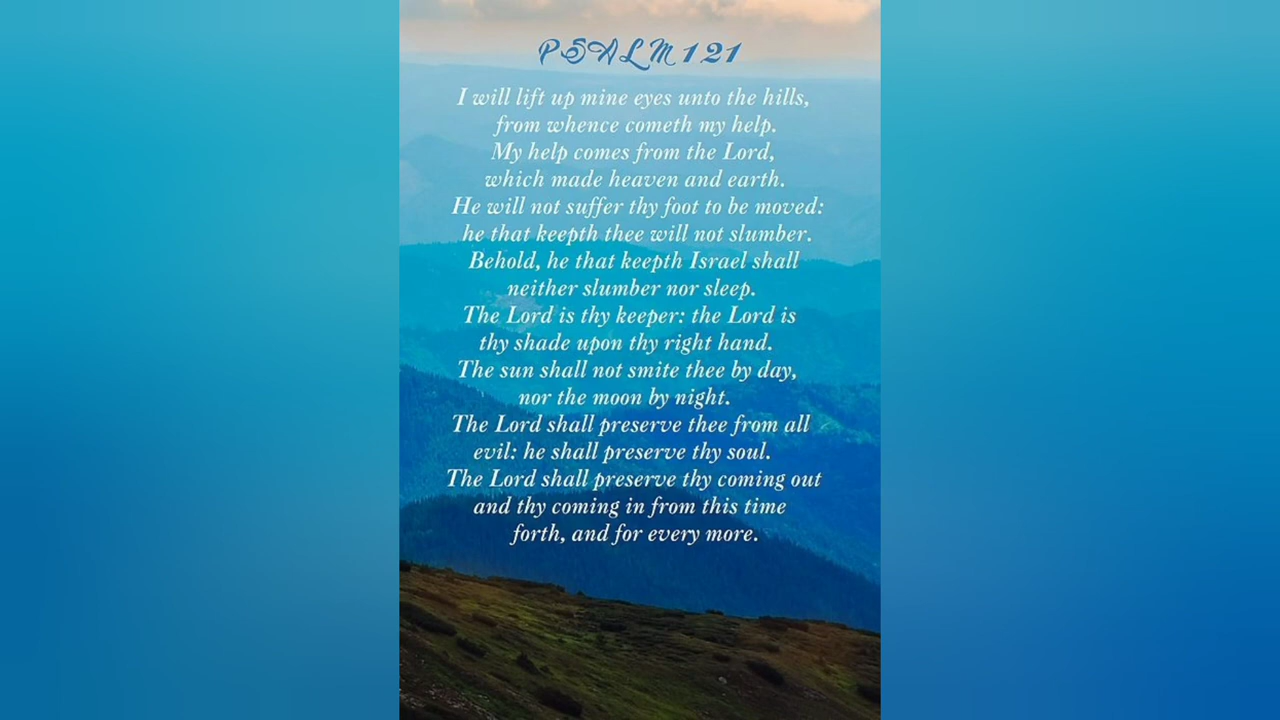 PSALM 121
I will lift up mine eyes unto the hills,
from whence cometh my help.
My help comes from the Lord,
which made heaven and earth.
He will not suffer thy foot to be moved:
he that keepth thee will not slumber.
Behold, he that keepth Israel shall
neither slumber nor sleep.
The Lord is thy keeper: the Lord is
thy shade upon thy right hand.
The sun shall not smite thee by day,
nor the moon by night.
The Lord shall preserve thee from all
evil: he shall preserve thy soul.
The Lord shall preserve thy coming out
and thy coming in from this time
forth, and for every more.